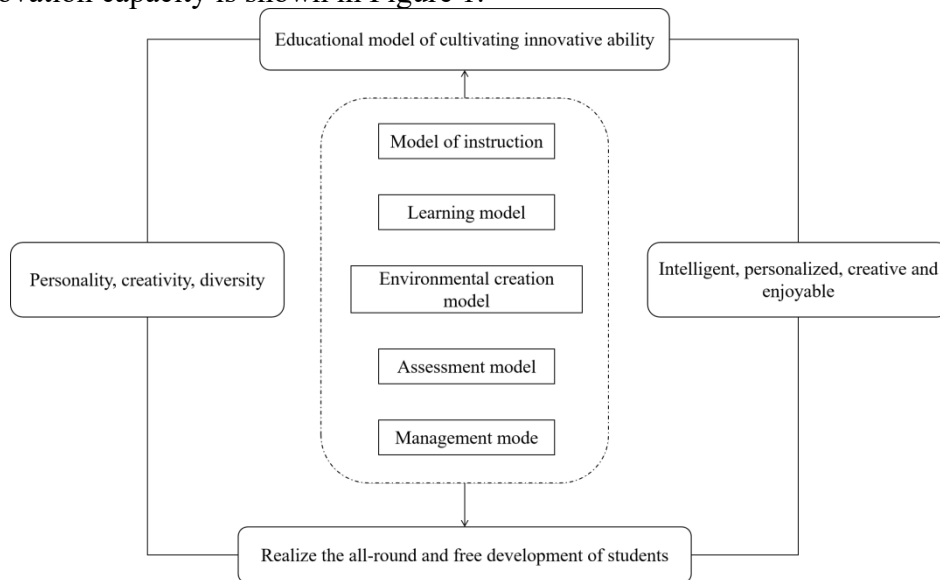 ovation capacity is shown in Figure 1.
Educational model of cultivating innovative ability
Model of instruction
Learning model
Personality, creativity, diversity
Environmental creation
model
Intelligent, personalized, creative and
enjoyable
Assessment model
Management mode
Realize the all-round and free development of students